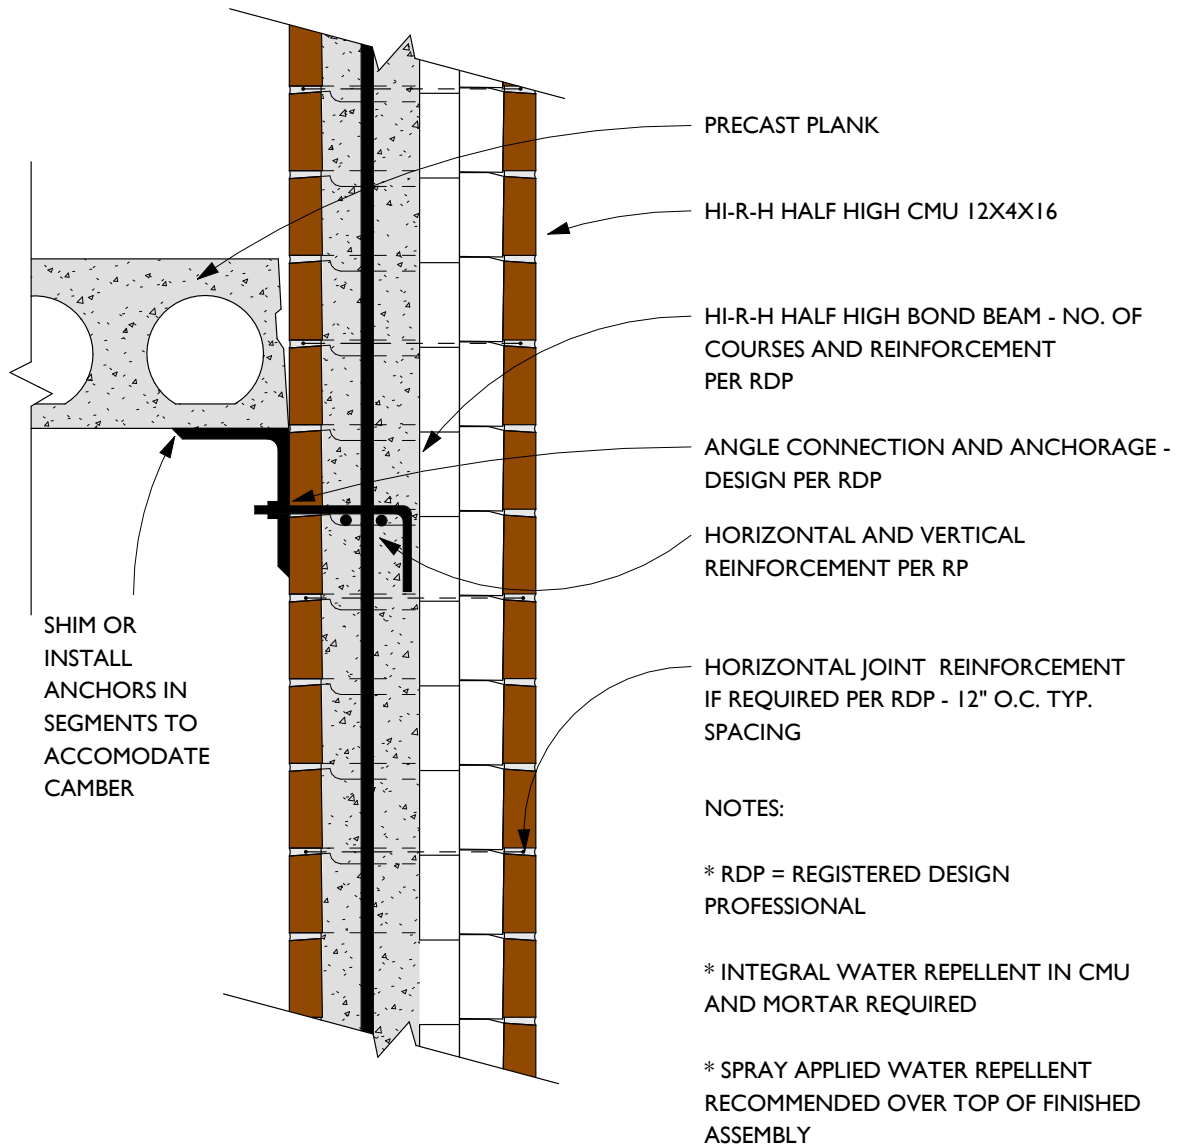 PRECAST PLANK
HI-R-H HALF HIGH CMU 12X4X16
HI-R-H HALF HIGH BOND BEAM - NO. OF
COURSES AND REINFORCEMENT
PER RDP
ANGLE CONNECTION AND ANCHORAGE -
DESIGN PER RDP
HORIZONTAL AND VERTICAL
REINFORCEMENT PER RP
SHIM OR
INSTALL
ANCHORS IN
SEGMENTS TO
ACCOMODATE
CAMBER
HORIZONTAL JOINT REINFORCEMENT
IF REQUIRED PER RDP - 12" O.C. TYP.
SPACING
NOTES:
* RDP = REGISTERED DESIGN
PROFESSIONAL
* INTEGRAL WATER REPELLENT IN CMU
AND MORTAR REQUIRED
* SPRAY APPLIED WATER REPELLENT
RECOMMENDED OVER TOP OF FINISHED
ASSEMBLY